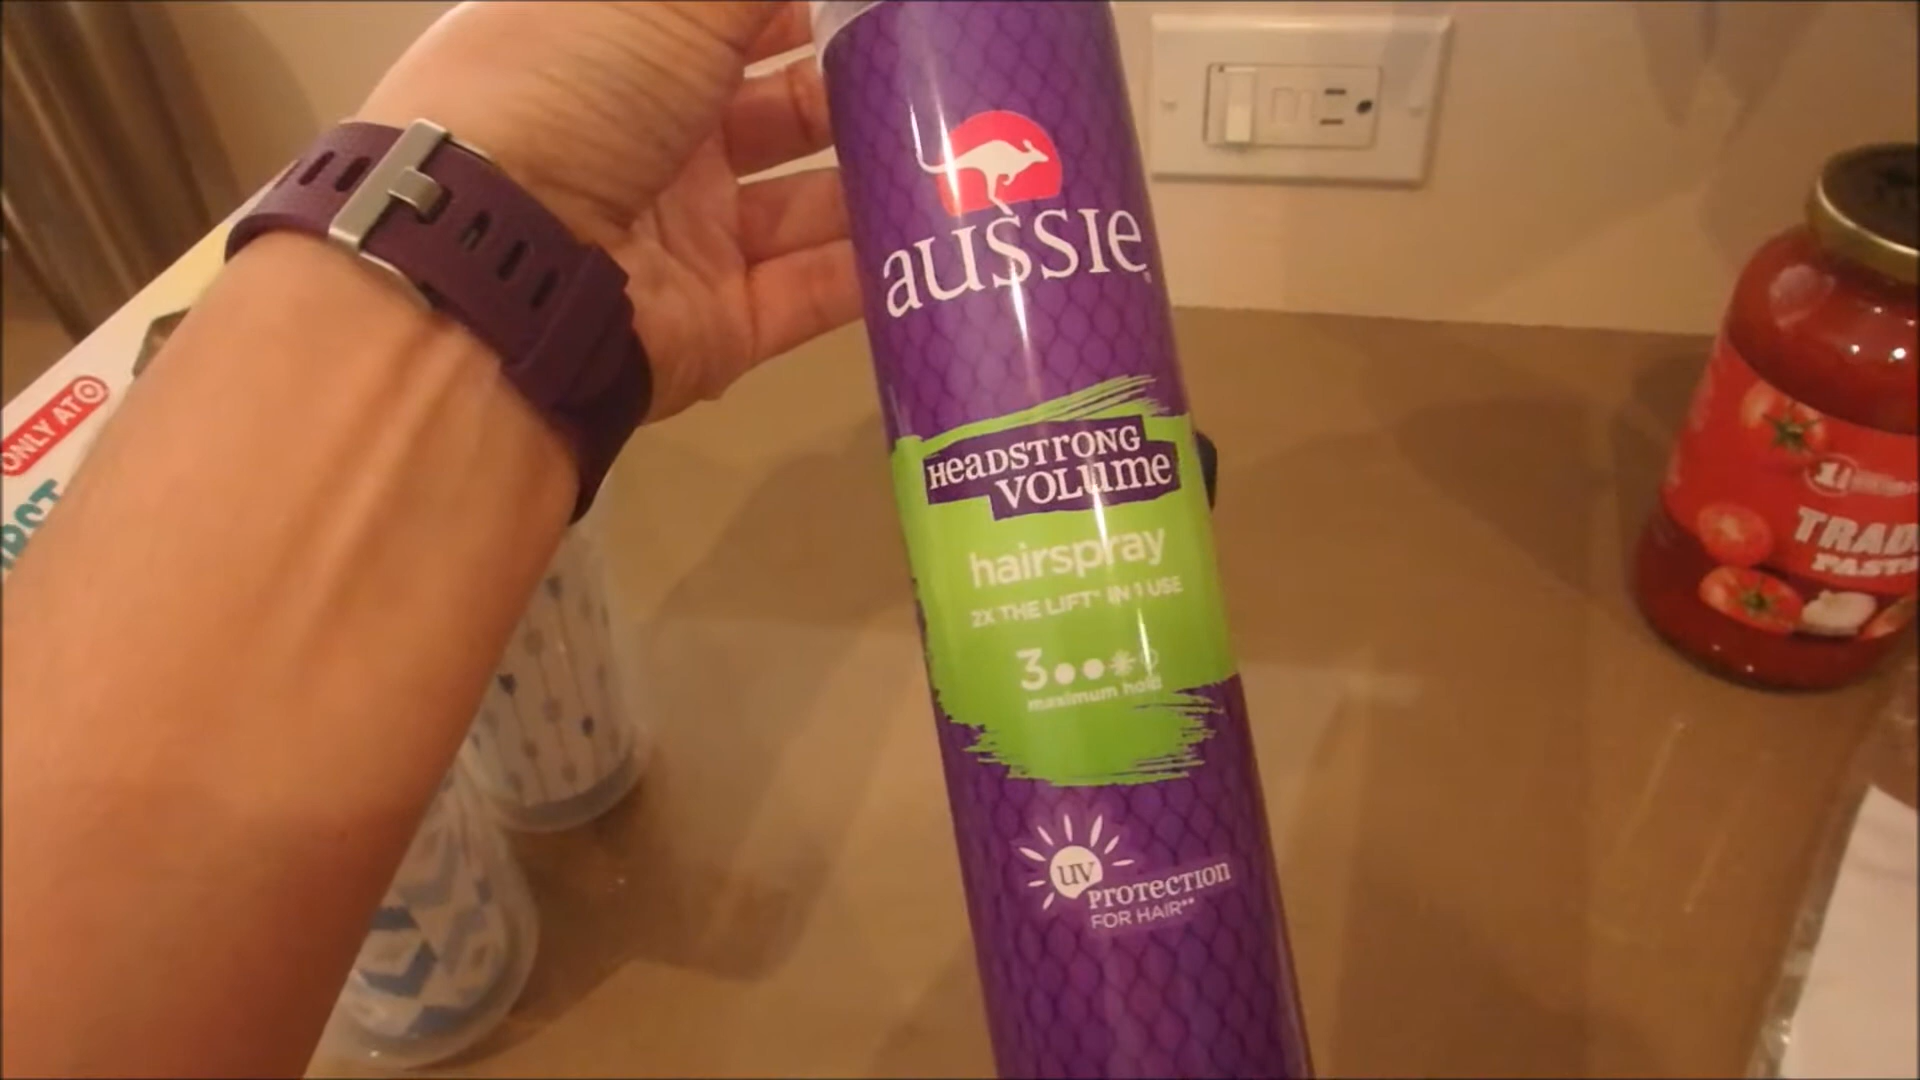 aussie
HeaDSTrONG
VOLume
hairspray
2X THE LIFT* IN 1 USE
3
maximum hold
UV
PrOTecTION
FOR HAIR**
ONLY AT
TRAD
PASTA